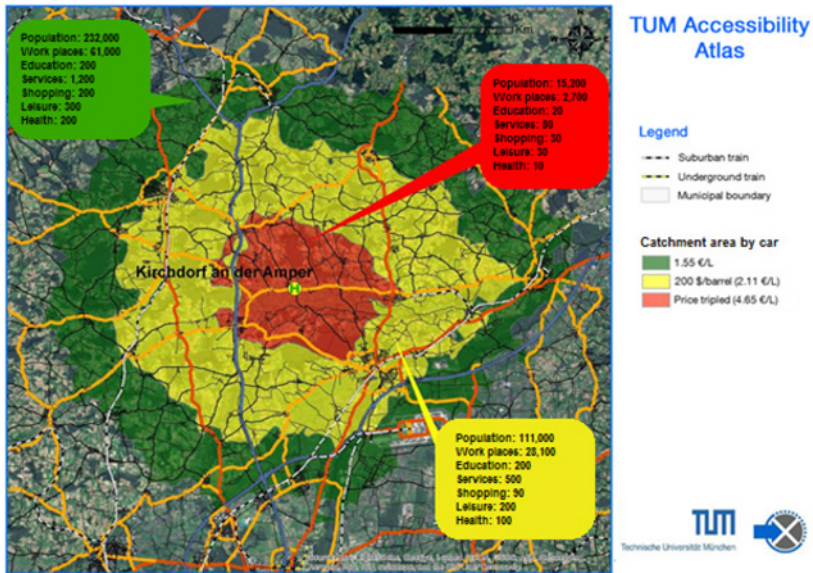 Population: 232,000
Work places: 61,000
Education: 200
Services: 1,200
Shopping: 200
Leisure: 300
Health: 200
Population: 15,200
Work places: 2,700
Education: 20
Services: 80
Shopping: 30
Leisure: 30
Health: 10
Km
N
Kirchdorf an der Amper
H
Population: 111,000
Work places: 28,100
Education: 200
Services: 500
Shopping: 90
Leisure: 200
Health: 100
TUM Accessibility
Atlas
Legend
Suburban train
Underground train
Municipal boundary
Catchment area by car
1.55 €/L
200 $/barrel (2.11 €/L)
Price tripled (4.65 €/L)
TUM
Technische Universität München